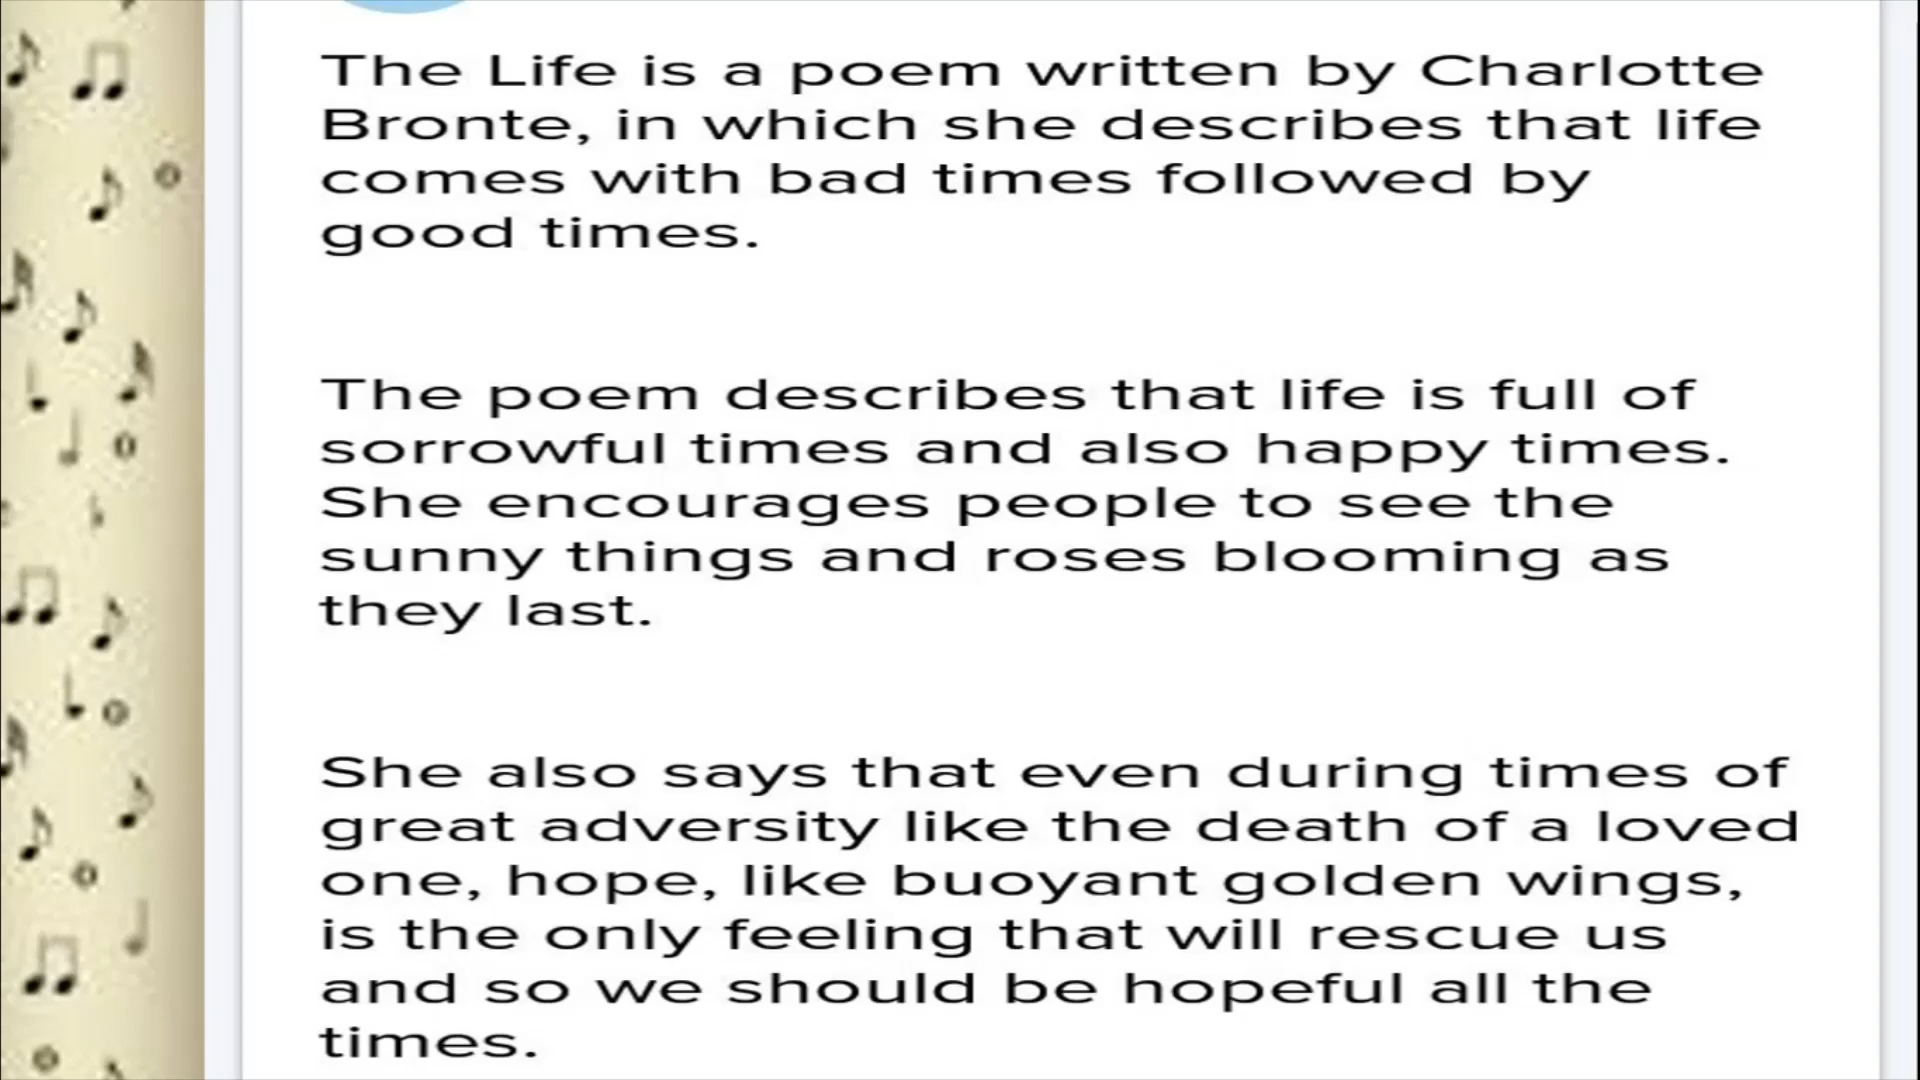 The Life is a poem written by Charlotte
Bronte, in which she describes that life
comes with bad times followed by
good times.
The poem describes that life is full of
sorrowful times and also happy times.
She encourages people to see the
sunny things and roses blooming as
they last.
She also says that even during times of
great adversity like the death of a loved
one, hope, like buoyant golden wings,
is the only feeling that will rescue us
and so we should be hopeful all the
times.